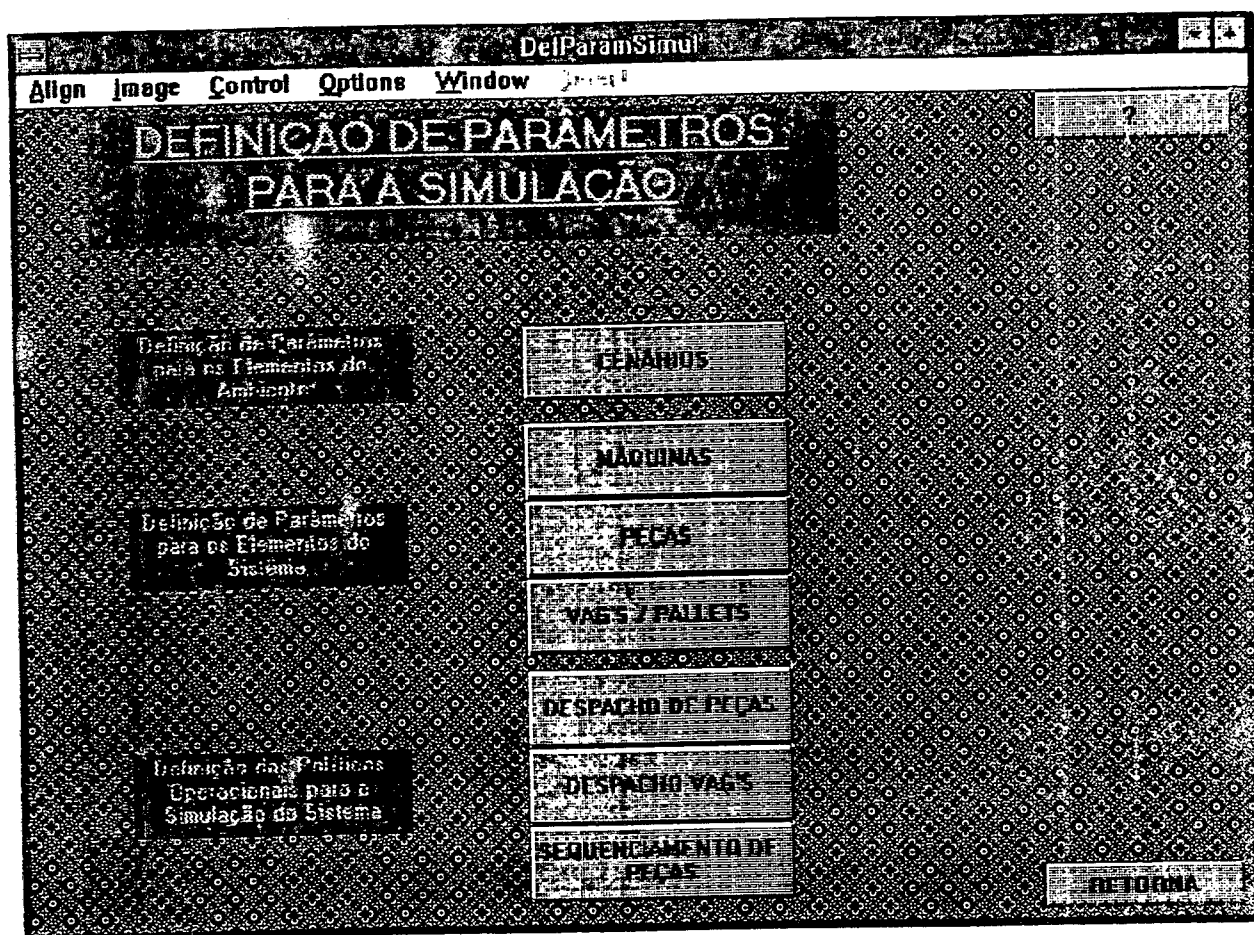 DefParamSimul
Align Image Control Options Window
?
DEFINIÇÃO DE PARÂMETROS
PARA A SIMULAÇÃO
Definição de Parâmetros
para os Elementos do
Ambiente
CENÁRIOS
MÁQUINAS
Definição de Parâmetros
para os Elementos do
Sistema
PEÇAS
VAG'S / PALLETS
DESPACHO DE PEÇAS
Definição das Políticas
Operacionais para a
Simulação do Sistema
DESPACHO VAG'S
SEQUENCIAMENTO DE
PEÇAS
RETORNA